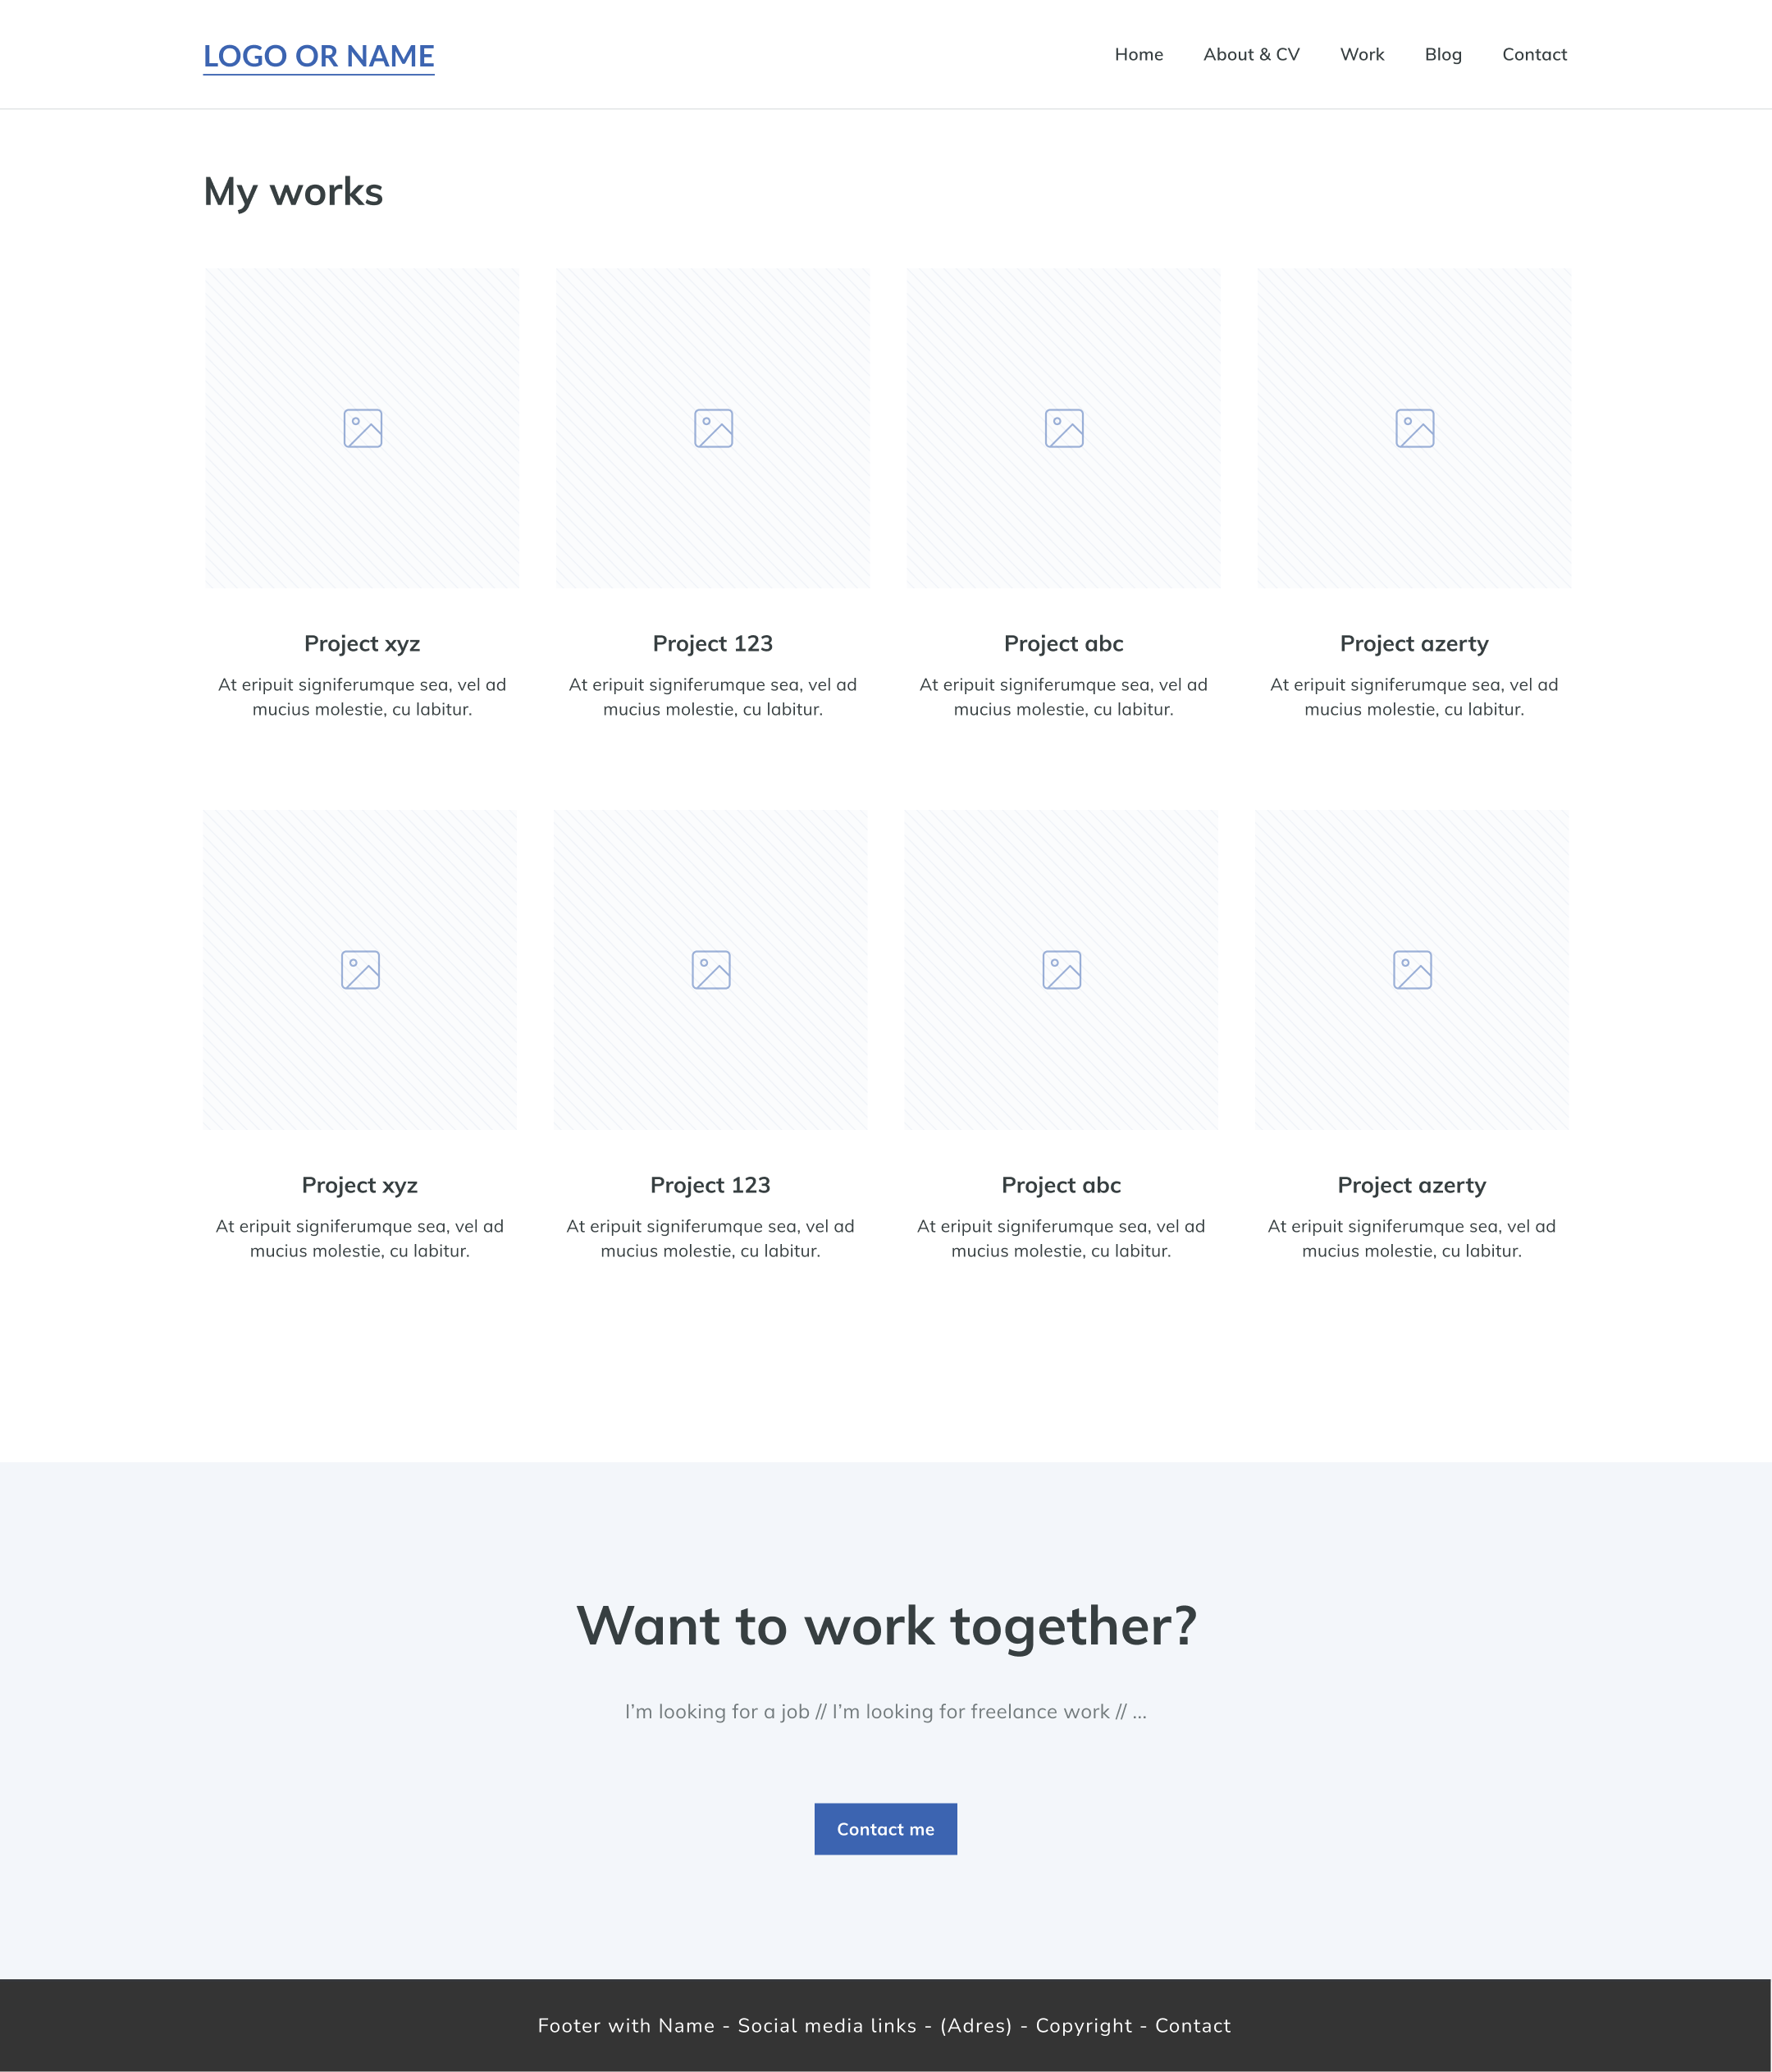 LOGO OR NAME
Home About & CV Work Blog Contact
My works
Project xyz
At eripuit signiferumque sea, vel ad
mucius molestie, cu labitur.
Project 123
At eripuit signiferumque sea, vel ad
mucius molestie, cu labitur.
Project abc
At eripuit signiferumque sea, vel ad
mucius molestie, cu labitur.
Project azerty
At eripuit signiferumque sea, vel ad
mucius molestie, cu labitur.
Project xyz
At eripuit signiferumque sea, vel ad
mucius molestie, cu labitur.
Project 123
At eripuit signiferumque sea, vel ad
mucius molestie, cu labitur.
Project abc
At eripuit signiferumque sea, vel ad
mucius molestie, cu labitur.
Project azerty
At eripuit signiferumque sea, vel ad
mucius molestie, cu labitur.
Want to work together?
I’m looking for a job // I’m looking for freelance work // ...
Contact me
Footer with Name - Social media links - (Adres) - Copyright - Contact